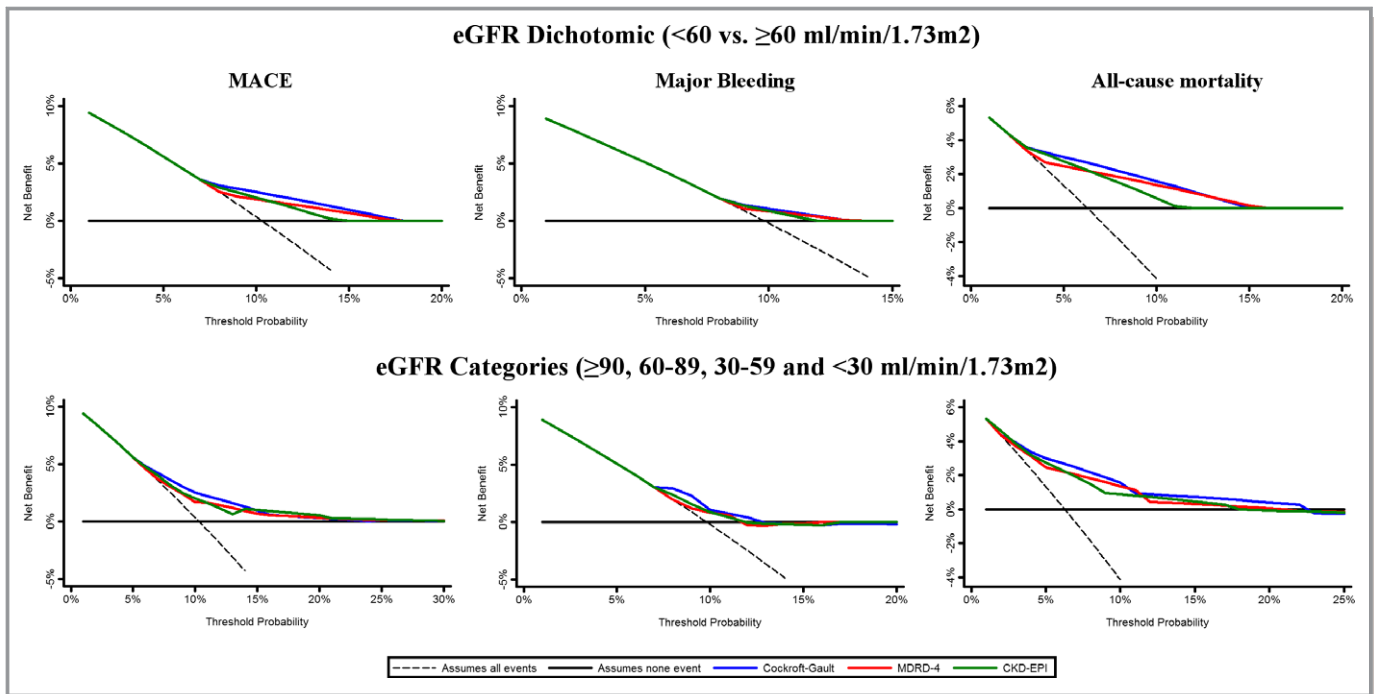 eGFR Dichotomic (<60 vs. ≥60 ml/min/1.73m2)
MACE
Major Bleeding
All-cause mortality
Net Benefit
10%
5%
0%
-5%
0%
5%
10%
15%
20%
Threshold Probability
Net Benefit
10%
5%
0%
-5%
0%
5%
10%
15%
Threshold Probability
Net Benefit
6%
4%
2%
0%
-2%
-4%
0%
5%
10%
15%
20%
Threshold Probability
eGFR Categories (≥90, 60-89, 30-59 and <30 ml/min/1.73m2)
Net Benefit
10%
5%
0%
-5%
0%
5%
10%
15%
20%
25%
30%
Threshold Probability
Net Benefit
10%
5%
0%
-5%
0%
5%
10%
15%
20%
Threshold Probability
Net Benefit
6%
4%
2%
0%
-2%
-4%
0%
5%
10%
15%
20%
25%
Threshold Probability
Assumes all events
Assumes none event
Cockroft-Gault
MDRD-4
CKD-EPI